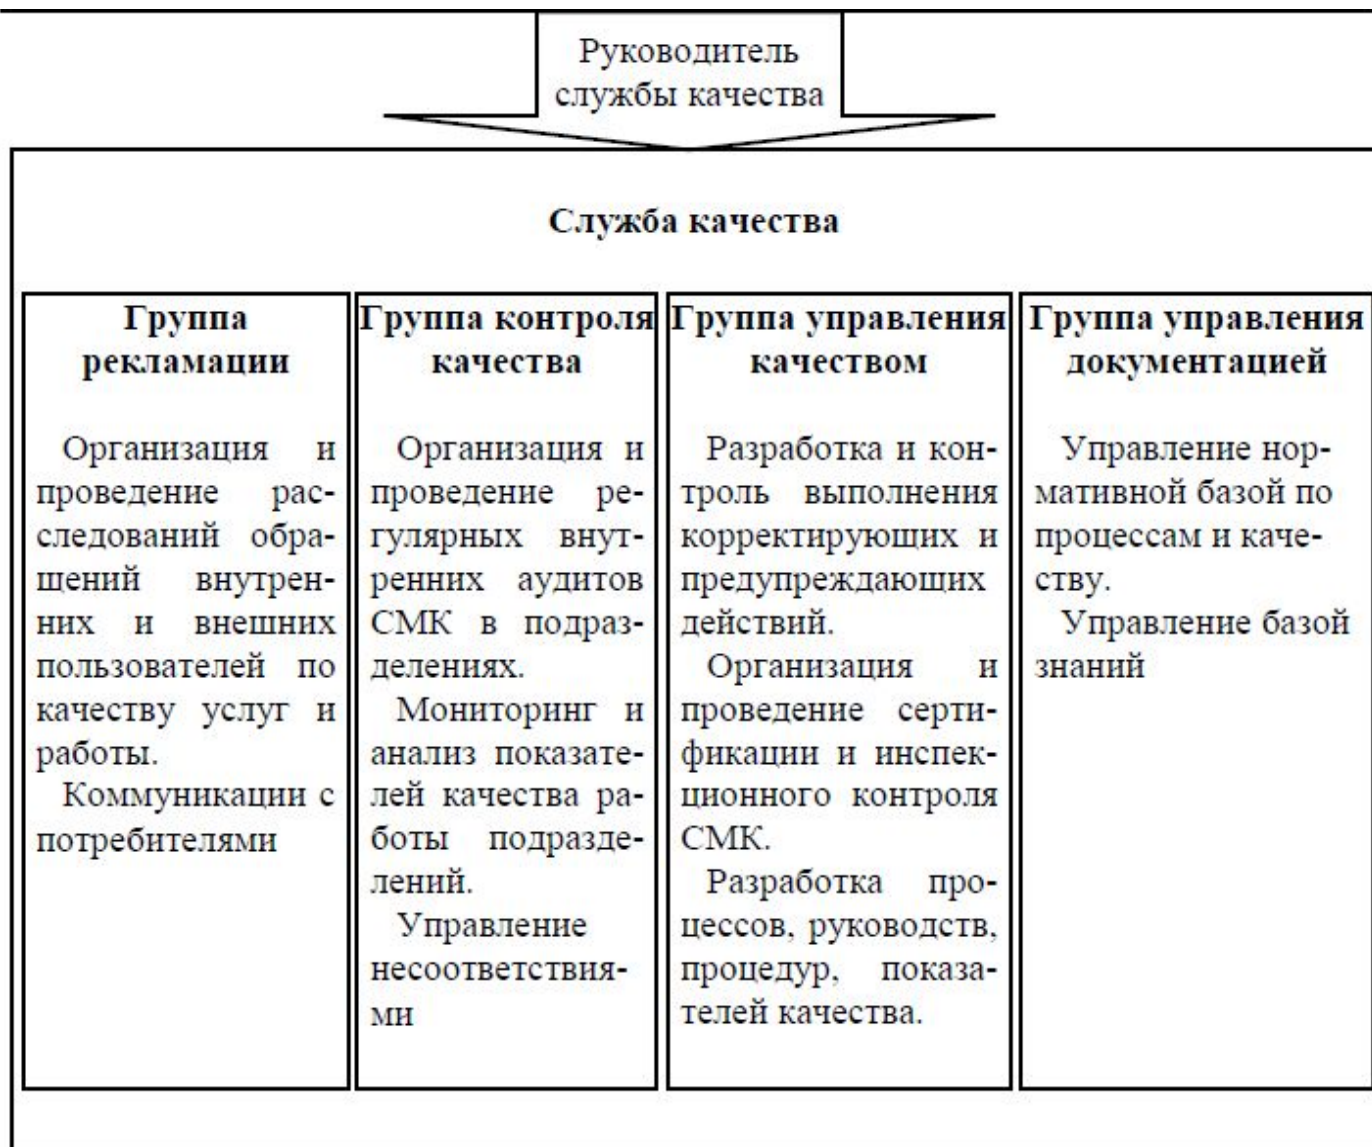 Руководитель
службы качества
Служба качества
Группа
рекламации
Организация и
проведение рас-
следований обра-
щений внутрен-
них и внешних
пользователей по
качеству услуг и
работы.
Коммуникации с
потребителями
Группа контроля
качества
Организация и
проведение ре-
гулярных внут-
ренних аудитов
СМК в подраз-
делениях.
Мониторинг и
анализ показате-
лей качества ра-
боты подразде-
лений.
Управление
несоответствия-
ми
Группа управления
качеством
Разработка и кон-
троль выполнения
корректирующих и
предупреждающих
действий.
Организация и
проведение серти-
фикации и инспек-
ционного контроля
СМК.
Разработка про-
цессов, руководств,
процедур, показа-
телей качества.
Группа управления
документацией
Управление нор-
мативной базой по
процессам и каче-
ству.
Управление базой
знаний